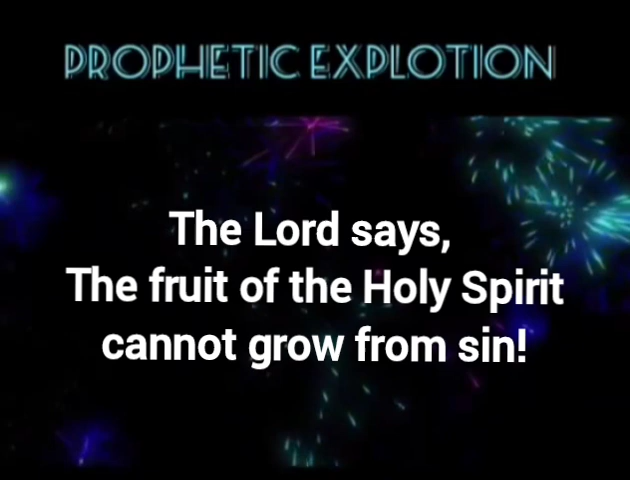 PROPHETIC EXPLOTION
The Lord says,
The fruit of the Holy Spirit
cannot grow from sin!